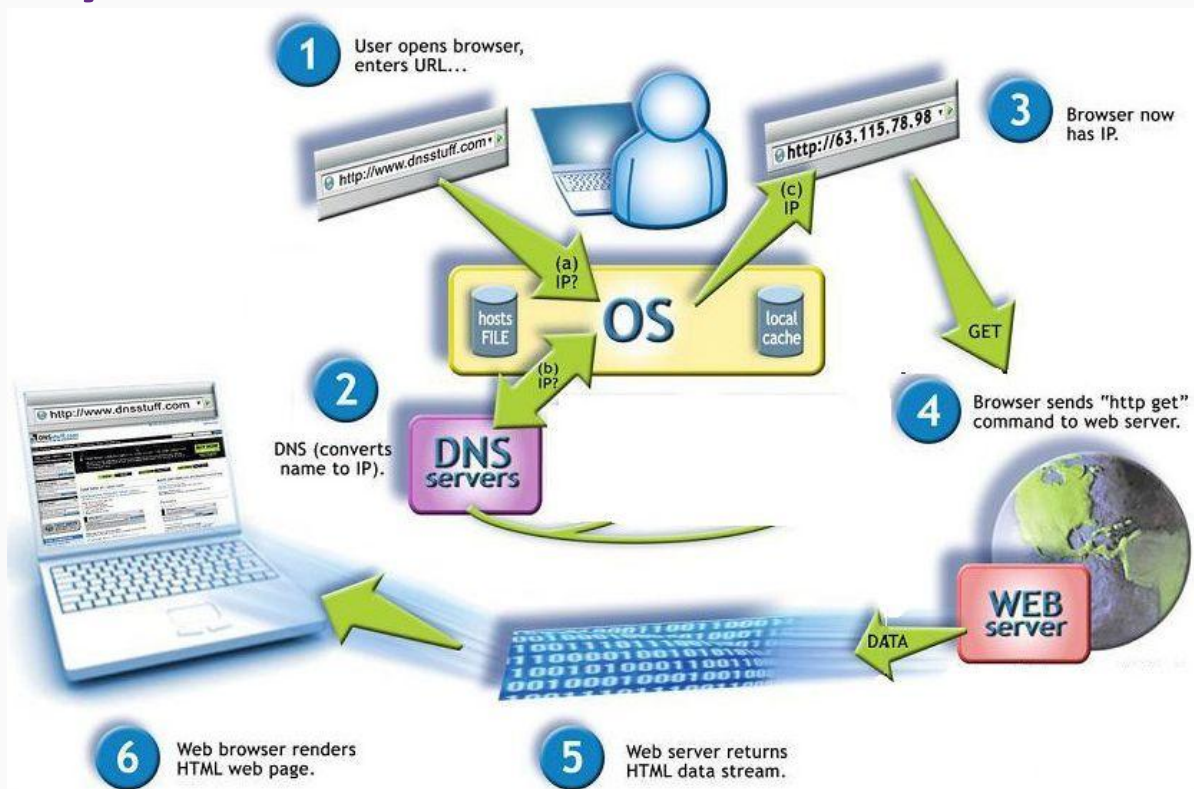 1
User opens browser,
enters URL...
http://www.dnsstuff.com
http://63.115.78.98
3
Browser now
has IP.
(a)
IP?
(c)
IP
hosts
FILE
OS
local
cache
GET
(b)
IP?
2
DNS (converts
name to IP).
DNS
servers
4
Browser sends “http get”
command to web server.
http://www.dnsstuff.com
WEB
server
DATA
6
Web browser renders
HTML web page.
5
Web server returns
HTML data stream.